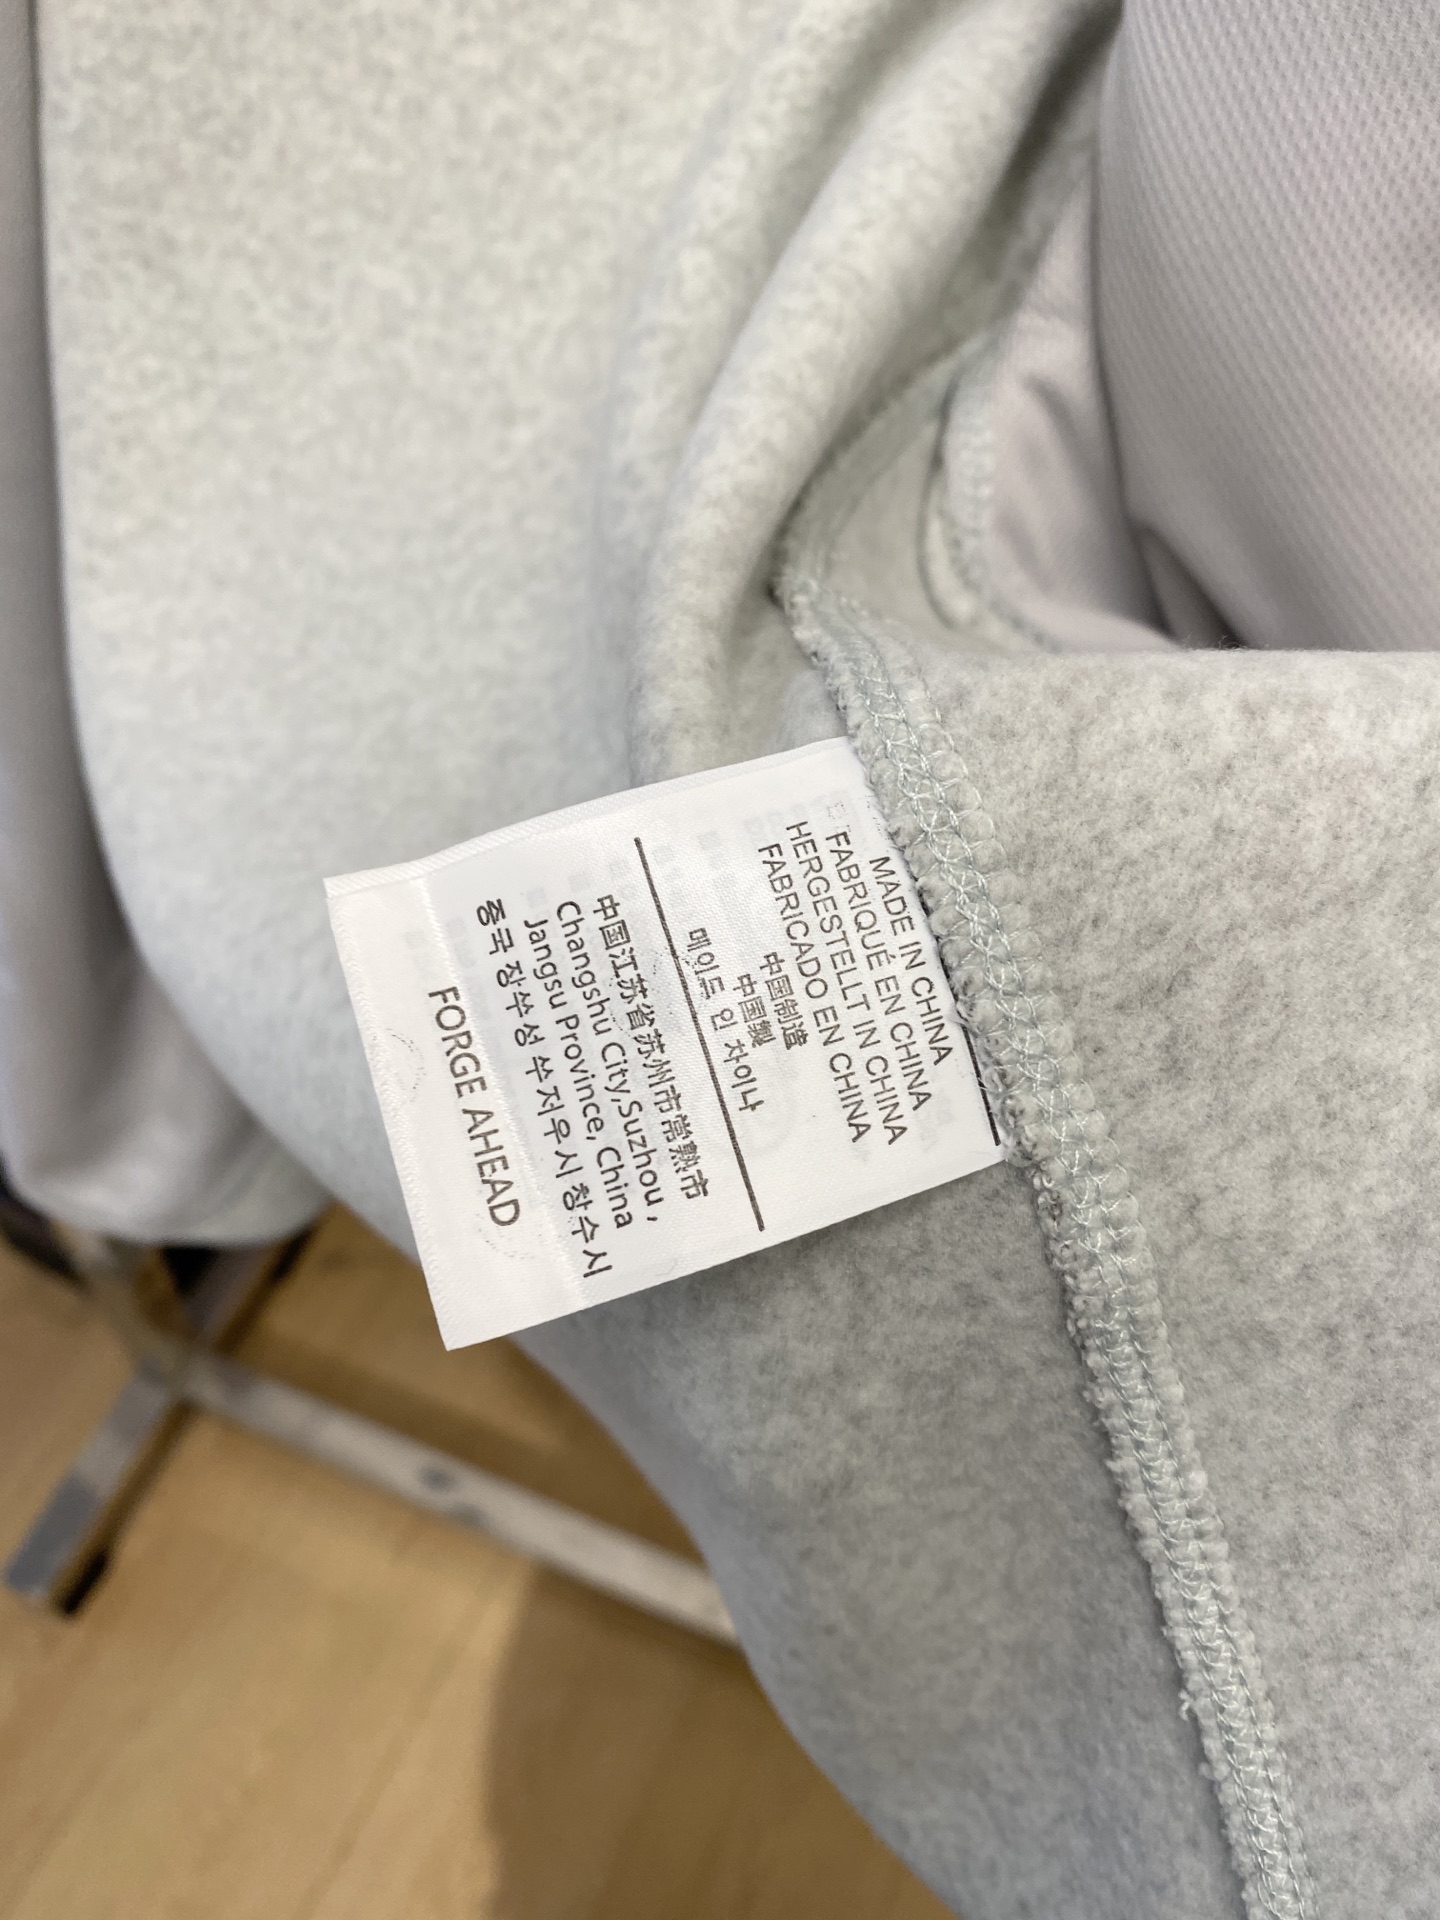 MADE IN CHINA
FABRIQUÉ EN CHINA
HERGESTELLT IN CHINA
FABRICADO EN CHINA
中国制造
中国製
메이드 인 차이나
中国江苏省苏州市常熟市
Changshu City,Suzhou ,
Jangsu Province, China
중국 장쑤성 쑤저우시 창수시
FORGE AHEAD